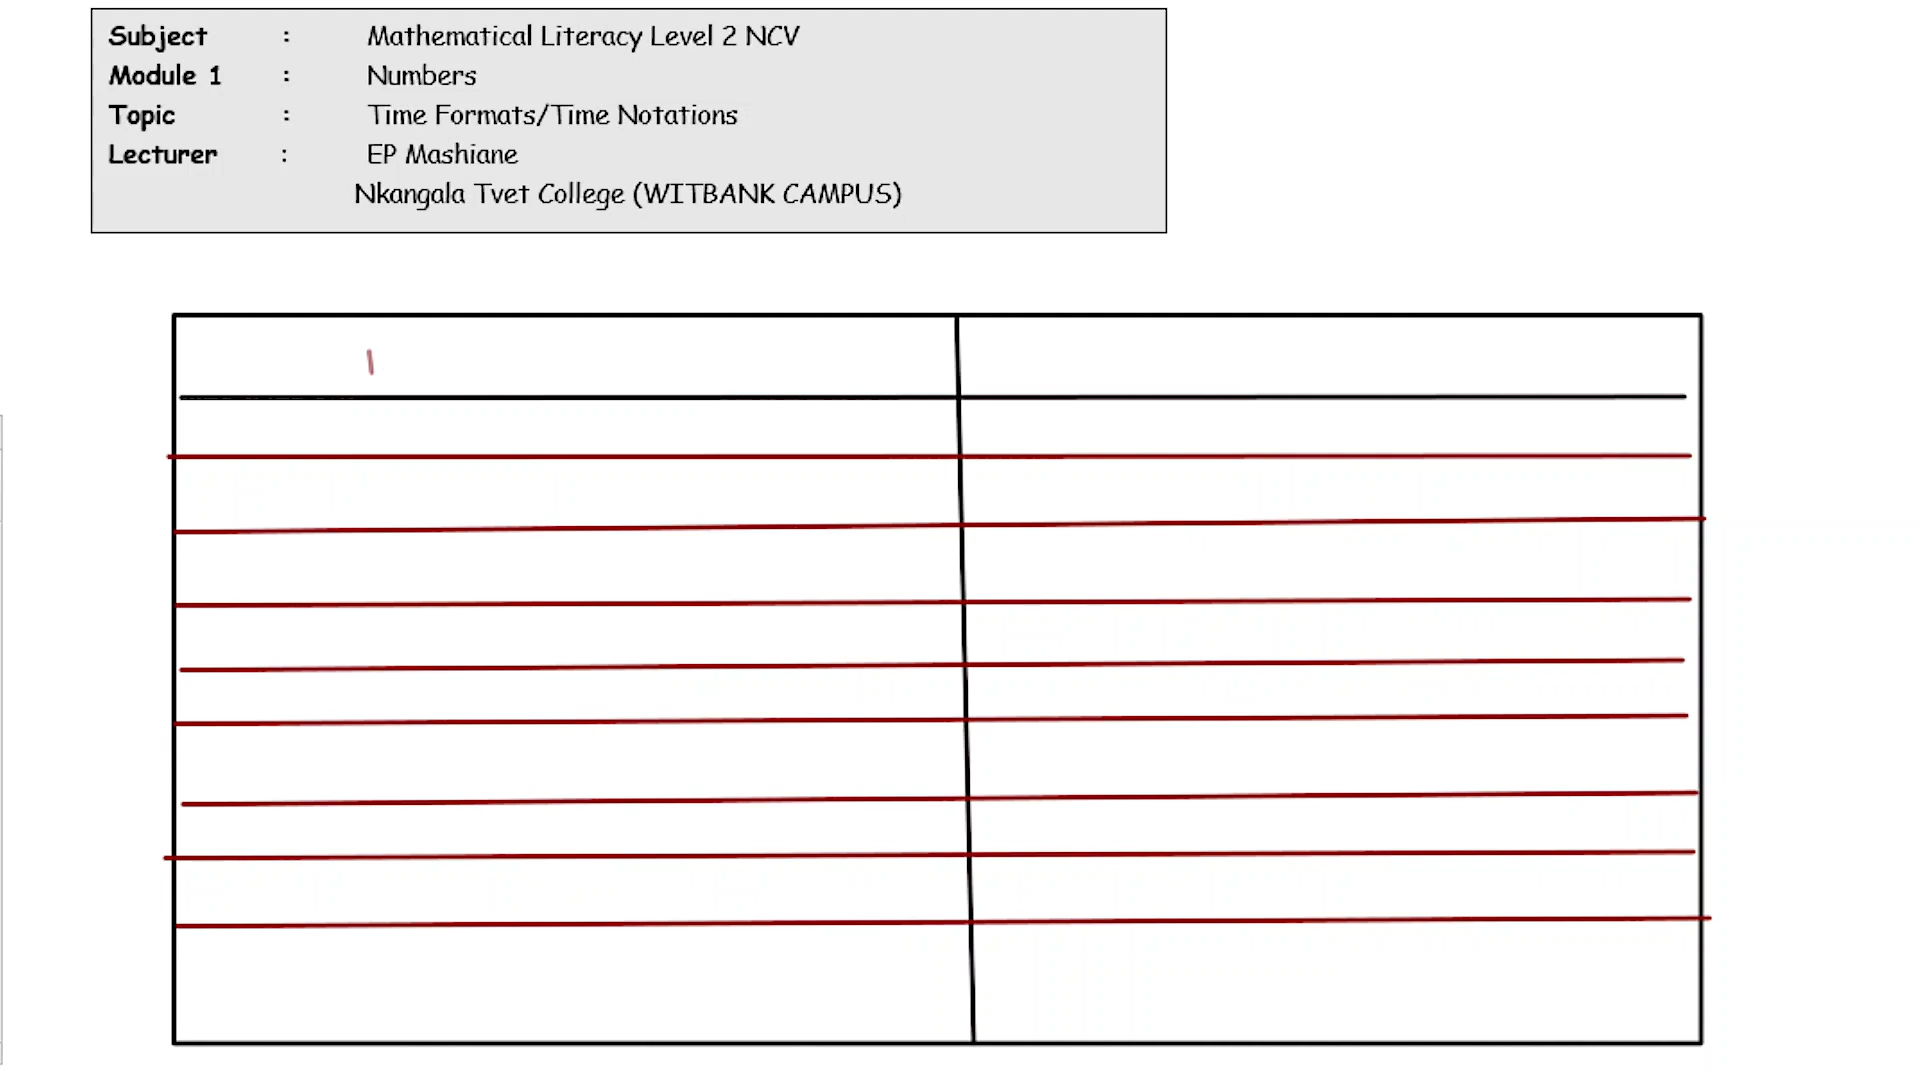 Subject : Mathematical Literacy Level 2 NCV
Module 1 : Numbers
Topic : Time Formats/Time Notations
Lecturer : EP Mashiane
Nkangala Tvet College (WITBANK CAMPUS)